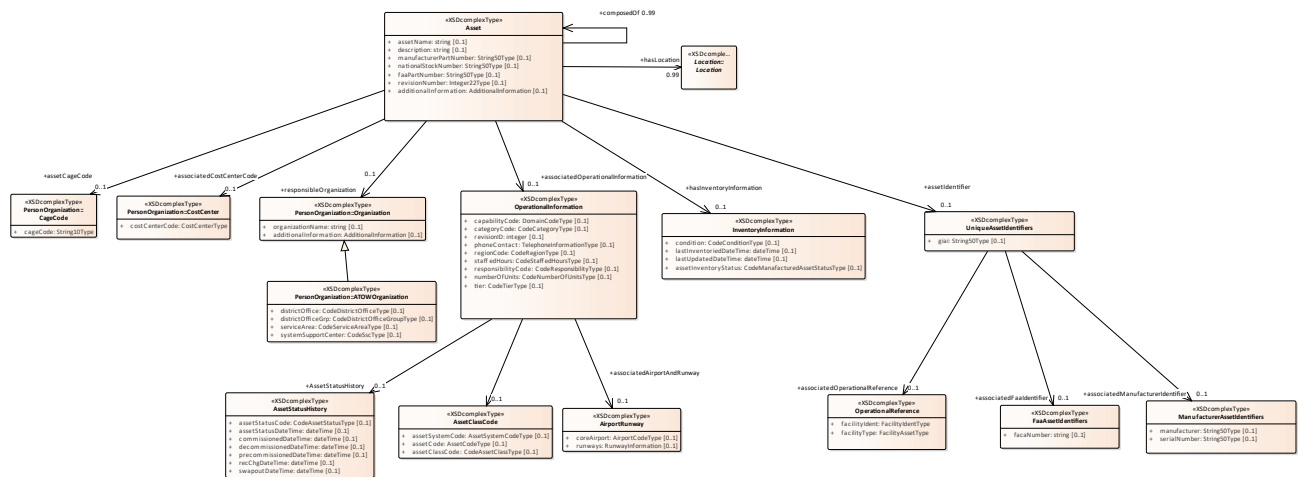 «XSDcomplexType»
Asset
+ assetName: string [0..1]
+ description: string [0..1]
+ manufacturerPartNumber: String50Type [0..1]
+ nationalStockNumber: String50Type [0..1]
+ faaPartNumber: String50Type [0..1]
+ revisionNumber: Integer22Type [0..1]
+ additionalInformation: AdditionalInformation [0..1]
+composedOf 0..99
+hasLocation
0..99
«XSDcomple...
Location::
Location
+assetCageCode
0..1
«XSDcomplexType»
PersonOrganization::
CageCode
+ cageCode: String10Type
+associatedCostCenterCode
0..1
«XSDcomplexType»
PersonOrganization::CostCenter
+ costCenterCode: CostCenterType
+responsibleOrganization
0..1
«XSDcomplexType»
PersonOrganization::Organization
+ organizationName: string [0..1]
+ additionalInformation: AdditionalInformation [0..1]
«XSDcomplexType»
PersonOrganization::ATOWOrganization
+ districtOffice: CodeDistrictOfficeType [0..1]
+ districtOfficeGrp: CodeDistrictOfficeGroupType [0..1]
+ serviceArea: CodeServiceAreaType [0..1]
+ systemSupportCenter: CodeSscType [0..1]
+associatedOperationalInformation
0..1
«XSDcomplexType»
OperationalInformation
+ capabilityCode: DomainCodeType [0..1]
+ categoryCode: CodeCategoryType [0..1]
+ revisionID: integer [0..1]
+ phoneContact: TelephoneInformationType [0..1]
+ regionCode: CodeRegionType [0..1]
+ staffedHours: CodeStaffedHoursType [0..1]
+ responsibilityCode: CodeResponsibilityType [0..1]
+ numberOfUnits: CodeNumberOfUnitsType [0..1]
+ tier: CodeTierType [0..1]
+hasInventoryInformation
0..1
«XSDcomplexType»
InventoryInformation
+ condition: CodeConditionType [0..1]
+ lastInventoriedDateTime: dateTime [0..1]
+ lastUpdatedDateTime: dateTime [0..1]
+ assetInventoryStatus: CodeManufacturedAssetStatusType [0..1]
+assetIdentifier
0..1
«XSDcomplexType»
UniqueAssetIdentifiers
+ giai: String50Type [0..1]
+AssetStatusHistory
0..1
«XSDcomplexType»
AssetStatusHistory
+ assetStatusCode: CodeAssetStatusType [0..1]
+ assetStatusDateTime: dateTime [0..1]
+ commissionedDateTime: dateTime [0..1]
+ decommissionedDateTime: dateTime [0..1]
+ precommissionedDateTime: dateTime [0..1]
+ recChgDateTime: dateTime [0..1]
+ swapoutDateTime: dateTime [0..1]
0..1
«XSDcomplexType»
AssetClassCode
+ assetSystemCode: AssetSystemCodeType [0..1]
+ assetCode: AssetCodeType [0..1]
+ assetClassCode: CodeAssetClassType [0..1]
+associatedAirportAndRunway
0..1
«XSDcomplexType»
AirportRunway
+ coreAirport: AirportCodeType [0..1]
+ runways: RunwayInformation [0..1]
+associatedOperationalReference
0..1
«XSDcomplexType»
OperationalReference
+ facilityIdent: FacilityIdentType
+ facilityType: FacilityAssetType
+associatedFaaIdentifier
0..1
«XSDcomplexType»
FaaAssetIdentifiers
+ facaNumber: string [0..1]
+associatedManufacturerIdentifier
0..1
«XSDcomplexType»
ManufacturerAssetIdentifiers
+ manufacturer: String50Type [0..1]
+ serialNumber: String50Type [0..1]